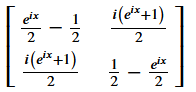 [ e^{ix}/2 − 1/2    i(e^{ix}+1)/2 ]
[ i(e^{ix}+1)/2    1/2 − e^{ix}/2 ]